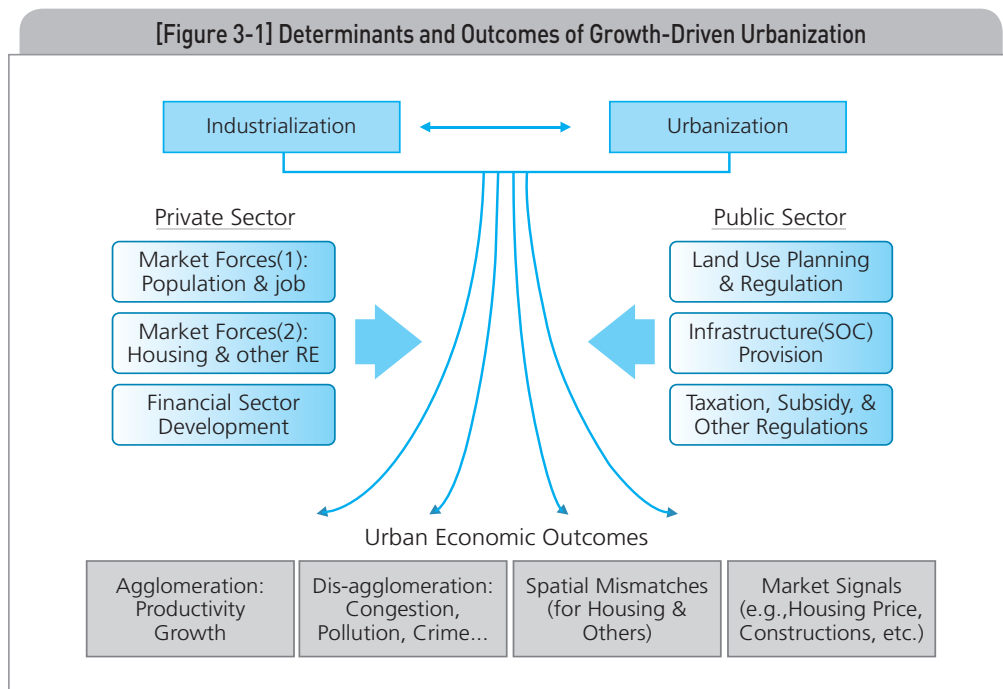 [Figure 3-1] Determinants and Outcomes of Growth-Driven Urbanization
Industrialization
Urbanization
Private Sector
Market Forces(1):
Population & job
Market Forces(2):
Housing & other RE
Financial Sector
Development
Public Sector
Land Use Planning
& Regulation
Infrastructure(SOC)
Provision
Taxation, Subsidy, &
Other Regulations
Urban Economic Outcomes
Agglomeration:
Productivity
Growth
Dis-agglomeration:
Congestion,
Pollution, Crime...
Spatial Mismatches
(for Housing &
Others)
Market Signals
(e.g.,Housing Price,
Constructions, etc.)